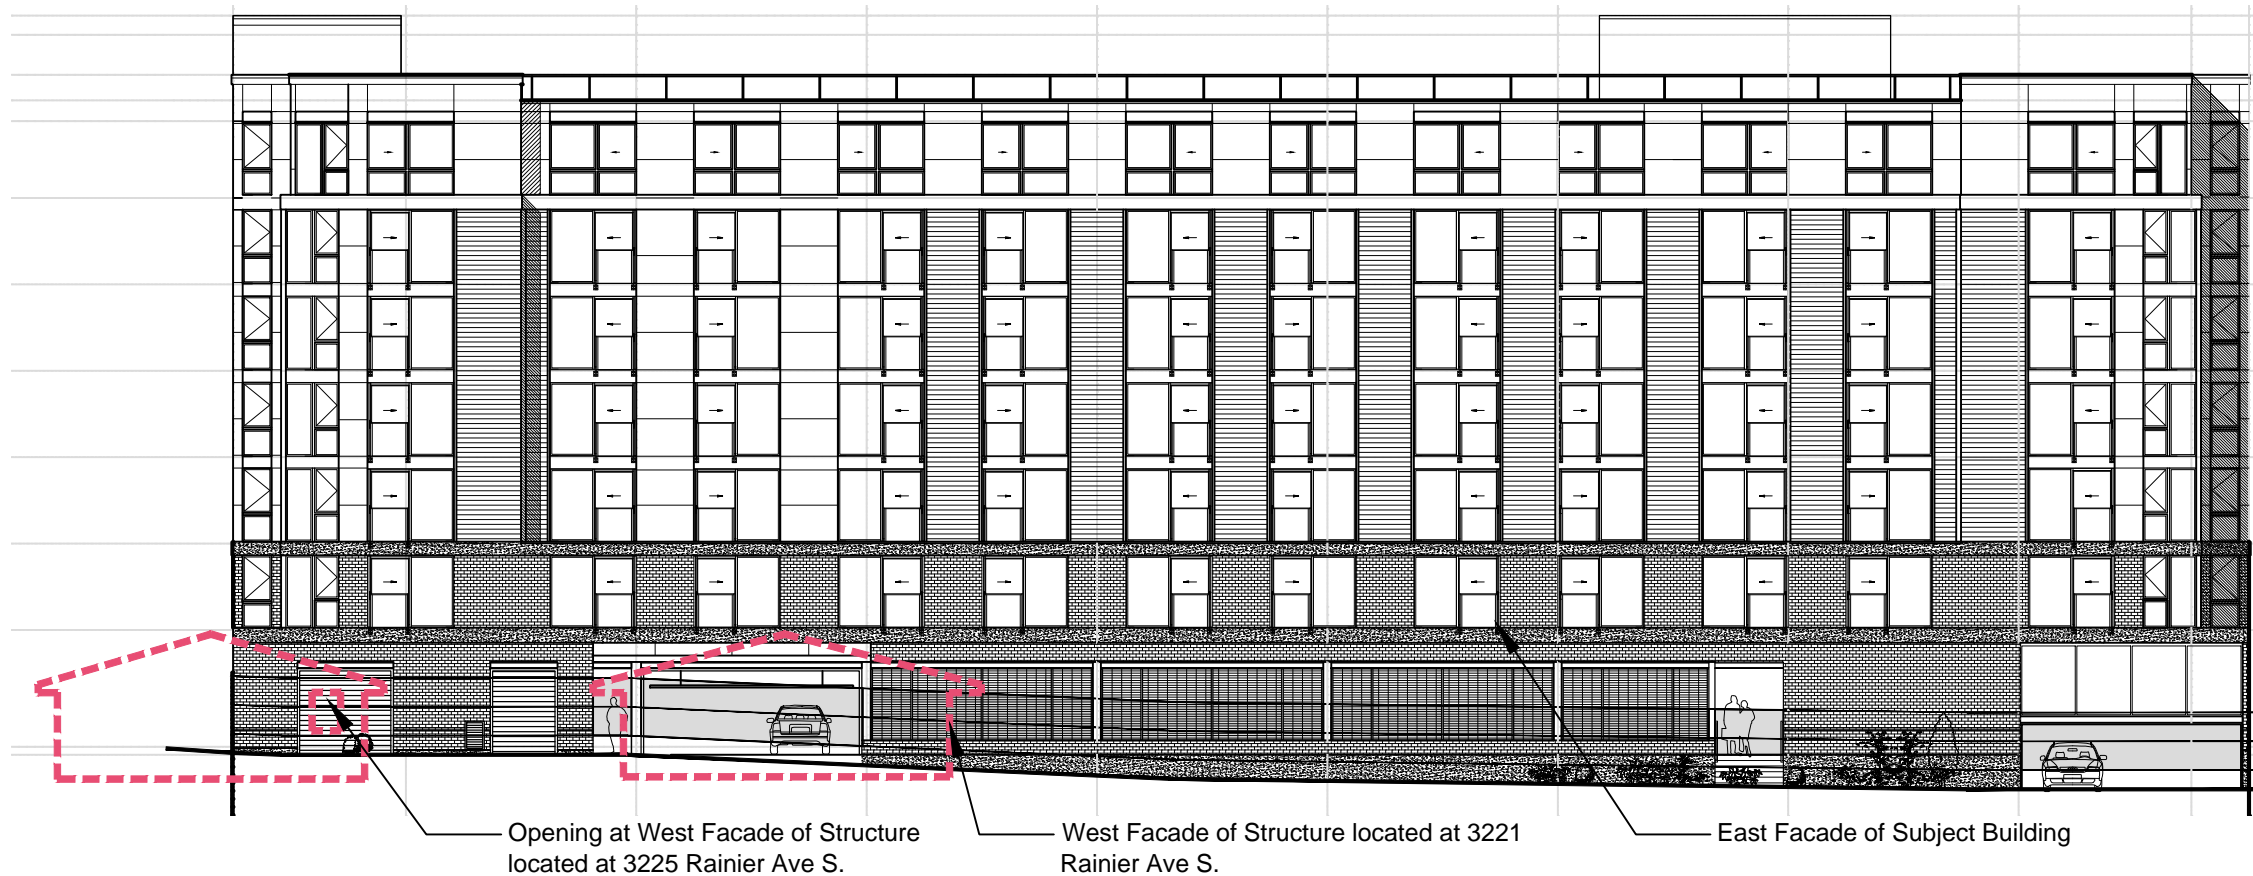 Opening at West Facade of Structure
located at 3225 Rainier Ave S.
West Facade of Structure located at 3221
Rainier Ave S.
East Facade of Subject Building